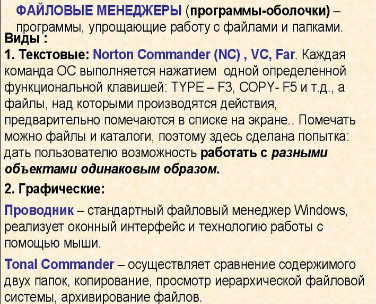 ФАЙЛОВЫЕ МЕНЕДЖЕРЫ (программы-оболочки) –
программы, упрощающие работу с файлами и папками.
Виды :
1. Текстовые: Norton Commander (NC) , VC, Far. Каждая
команда ОС выполняется нажатием одной определенной
функциональной клавишей: TYPE – F3, COPY- F5 и т.д., а
файлы, над которыми производятся действия,
предварительно помечаются в списке на экране.. Помечать
можно файлы и каталоги, поэтому здесь сделана попытка:
дать пользователю возможность работать с разными
объектами одинаковым образом.
2. Графические:
Проводник – стандартный файловый менеджер Windows,
реализует оконный интерфейс и технологию работы с
помощью мыши.
Tonal Commander – осуществляет сравнение содержимого
двух папок, копирование, просмотр иерархической файловой
системы, архивирование файлов.